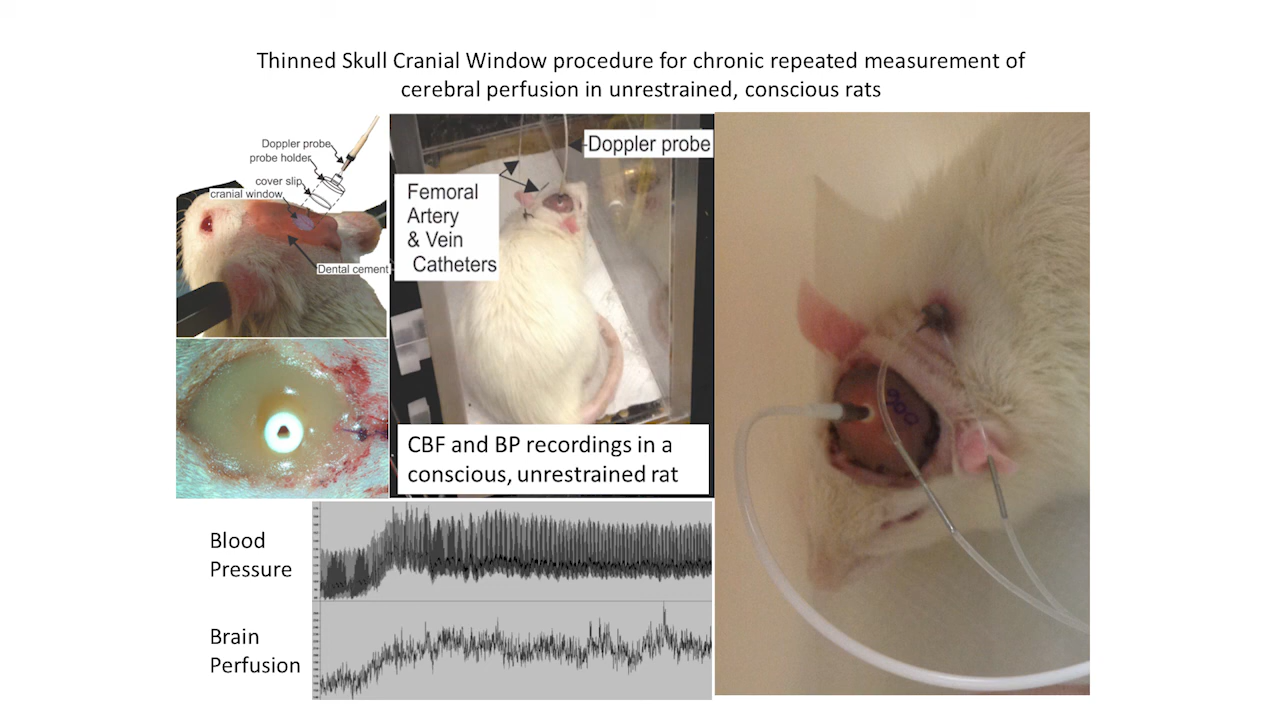 Thinned Skull Cranial Window procedure for chronic repeated measurement of
cerebral perfusion in unrestrained, conscious rats
Doppler probe
probe holder
cover slip
cranial window
Dental cement
Doppler probe
Femoral
Artery
& Vein
Catheters
CBF and BP recordings in a
conscious, unrestrained rat
Blood
Pressure
Brain
Perfusion